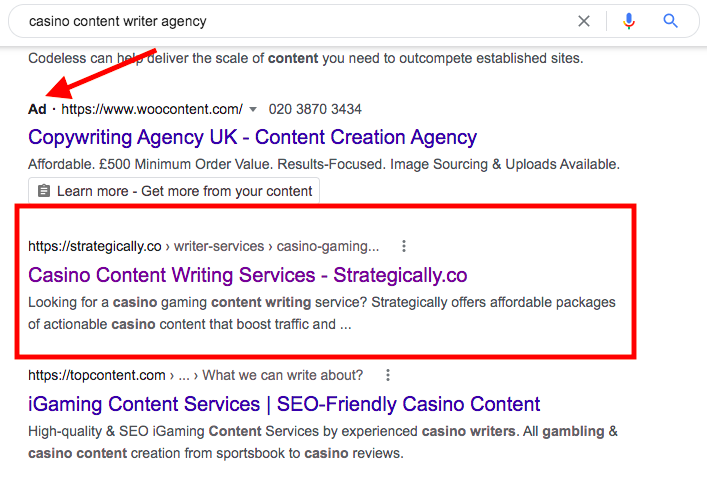 casino content writer agency
Codeless can help deliver the scale of content you need to outcompete established sites.
Ad · https://www.woocontent.com/ 020 3870 3434
Copywriting Agency UK - Content Creation Agency
Affordable. £500 Minimum Order Value. Results-Focused. Image Sourcing & Uploads Available.
Learn more - Get more from your content
https://strategically.co › writer-services › casino-gaming...
Casino Content Writing Services - Strategically.co
Looking for a casino gaming content writing service? Strategically offers affordable packages
of actionable casino content that boost traffic and ...
https://topcontent.com › ... › What we can write about?
iGaming Content Services | SEO-Friendly Casino Content
High-quality & SEO iGaming Content Services by experienced casino writers. All gambling &
casino content creation from sportsbook to casino reviews.